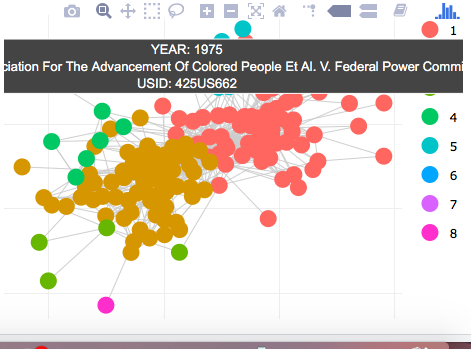 YEAR: 1975
ciation For The Advancement Of Colored People Et Al. V. Federal Power Commi
USID: 425US662
1
4
5
6
7
8